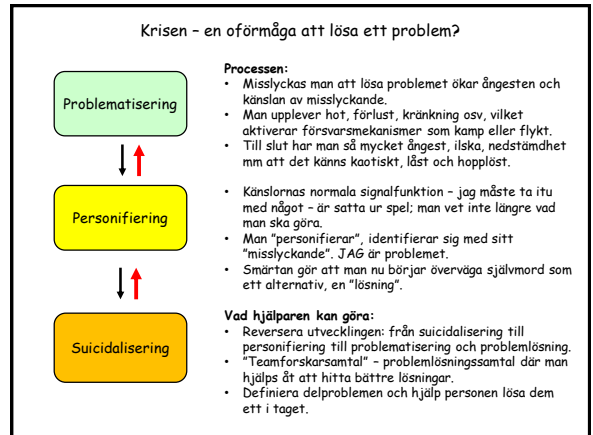 Krisen – en oförmåga att lösa ett problem?
Problematisering
Personifiering
Suicidalisering
Processen:
• Misslyckas man att lösa problemet ökar ångesten och
känslan av misslyckande.
• Man upplever hot, förlust, kränkning osv, vilket
aktiverar försvarsmekanismer som kamp eller flykt.
• Till slut har man så mycket ångest, ilska, nedstämdhet
mm att det känns kaotiskt, låst och hopplöst.
• Känslornas normala signalfunktion – jag måste ta itu
med något – är satta ur spel; man vet inte längre vad
man ska göra.
• Man ”personifierar”, identifierar sig med sitt
”misslyckande”. JAG är problemet.
• Smärtan gör att man nu börjar överväga självmord som
ett alternativ, en ”lösning”.
Vad hjälparen kan göra:
• Reversera utvecklingen: från suicidalisering till
personifiering till problematisering och problemlösning.
• ”Teamforskarsamtal” – problemlösningssamtal där man
hjälps åt att hitta bättre lösningar.
• Definiera delproblemen och hjälp personen lösa dem
ett i taget.